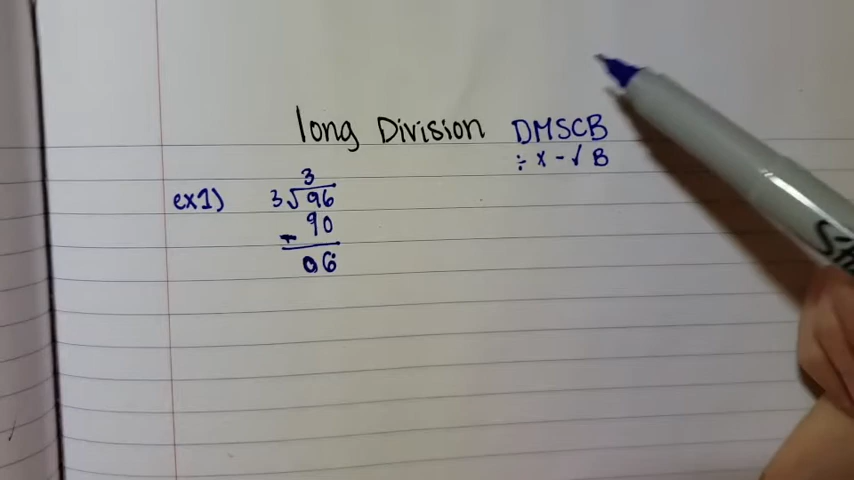 long Division DMSCB
÷ x - √ B
3
ex1) 3√96
- 90
06